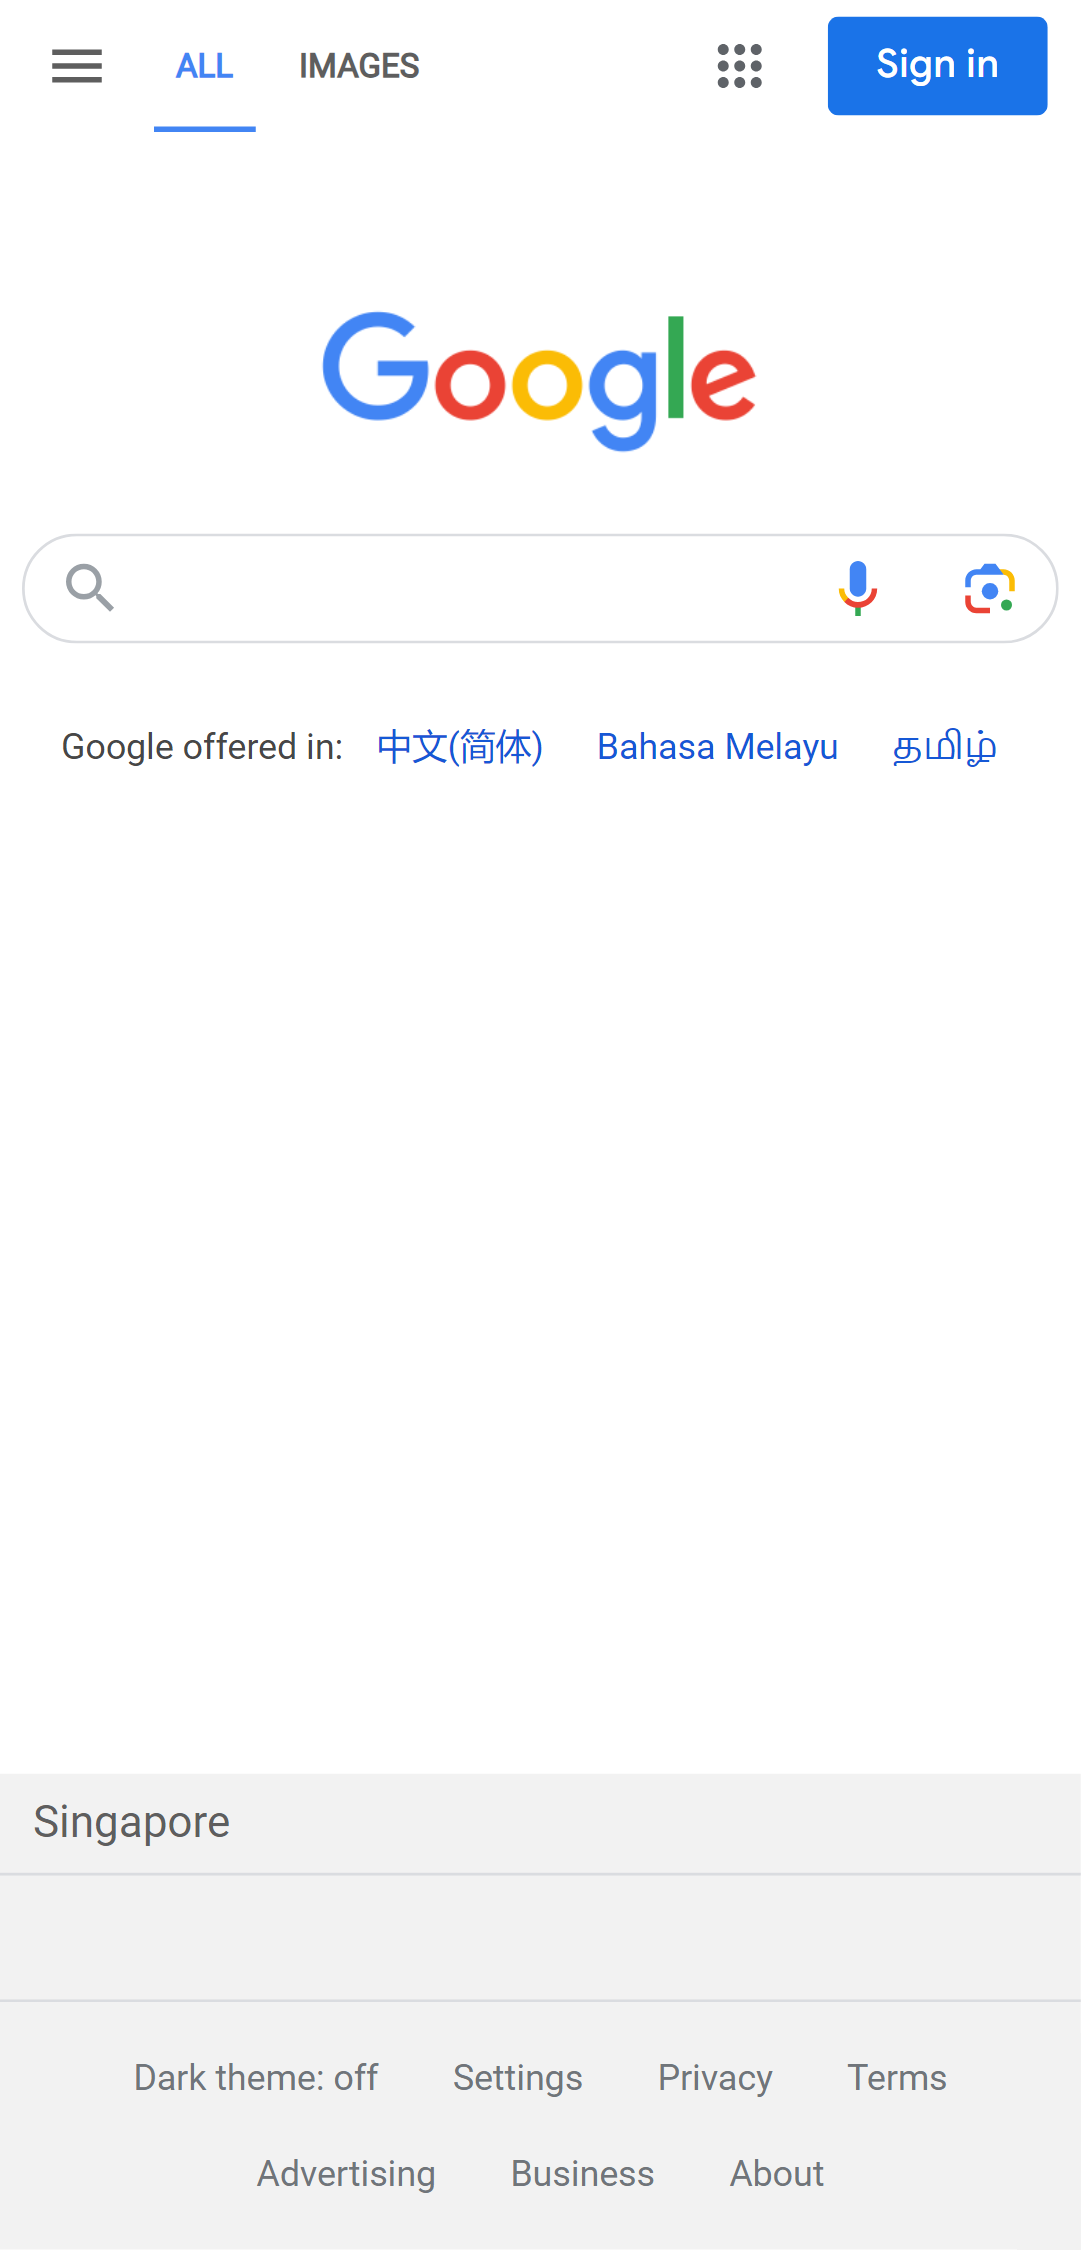 ALL IMAGES Sign in
Google
Google offered in: 中文(简体) Bahasa Melayu தமிழ்
Singapore
Dark theme: off Settings Privacy Terms
Advertising Business About